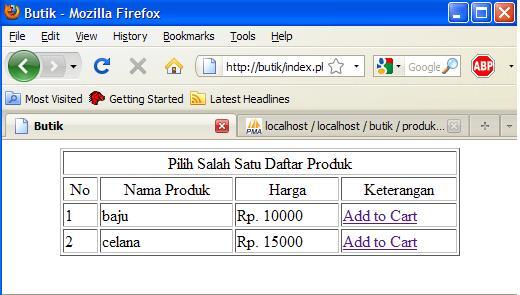 Butik - Mozilla Firefox
File Edit View History Bookmarks Tools Help
http://butik/index.pl Google ABP
Most Visited Getting Started Latest Headlines
Butik PMA localhost / localhost / butik / produk...
Pilih Salah Satu Daftar Produk
No Nama Produk Harga Keterangan
1 baju Rp. 10000 Add to Cart
2 celana Rp. 15000 Add to Cart